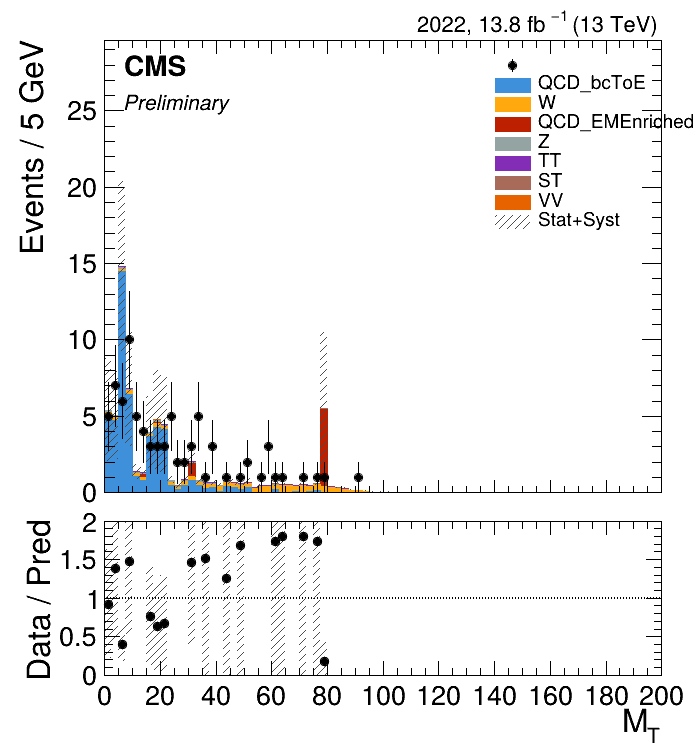 2022, 13.8 fb⁻¹ (13 TeV)
CMS
Preliminary
QCD_bcToE
W
QCD_EMEnriched
Z
TT
ST
VV
Stat+Syst
Events / 5 GeV
25
20
15
10
5
0
Data / Pred
2
1.5
1
0.5
0
0 20 40 60 80 100 120 140 160 180 200
M_T